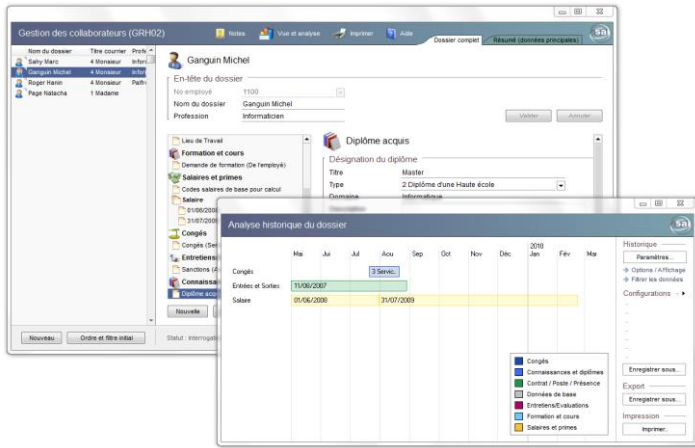 Gestion des collaborateurs (GRH02)
Notes
Vue et analyse
Imprimer
Aide
Dossier complet
Résumé (données principales)
sai
Nom du dossier Titre courrier
Sahy Marc 4 Monsieur
Ganguin Michel 4 Monsieur
Roger Hanin 4 Monsieur
Page Natacha 1 Madame
Ganguin Michel
En-tête du dossier
No employé 1100
Nom du dossier Ganguin Michel
Profession Informaticien
Valider
Annuler
Lieu de Travail
Formation et cours
Demande de formation (De l'employé)
Salaires et primes
Codes salaires de base pour calcul
Salaire
01/06/2008
31/07/2009
Congés
Congés
Entretiens
Sanctions
Diplôme acquis
Désignation du diplôme
Titre Master
Type 2 Diplôme d'une Haute école
Domaine Informatique
Nouvelle
Nouveau
Ordre et filtre initial
Statut : Interrogati
Analyse historique du dossier
sai
2010
Mai Jui Jul Aou Sep Oct Nov Déc Jan Fév Mar
Congés
3 Servic.
Entrées et Sorties
11/08/2007
Salaire
01/06/2008
31/07/2009
Congés
Connaissances et diplômes
Contrat / Poste / Présence
Données de base
Entretiens/Evaluations
Formation et cours
Salaires et primes
Historique
Paramètres...
Options / Affichage
Filtrer les données
Configurations
Enregistrer sous...
Export
Enregistrer sous...
Impression
Imprimer...